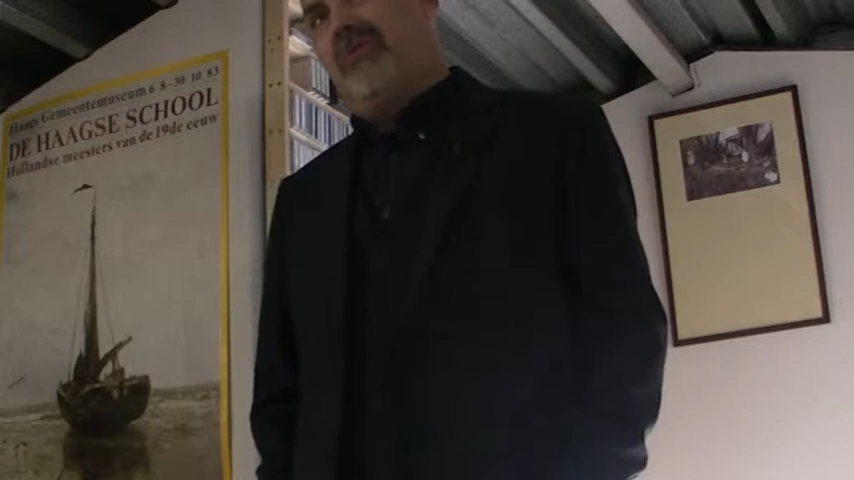 Haags Gemeentemuseum 6·8-30·10'83
DE HAAGSE SCHOOL
Hollandse meesters van de 19de eeuw